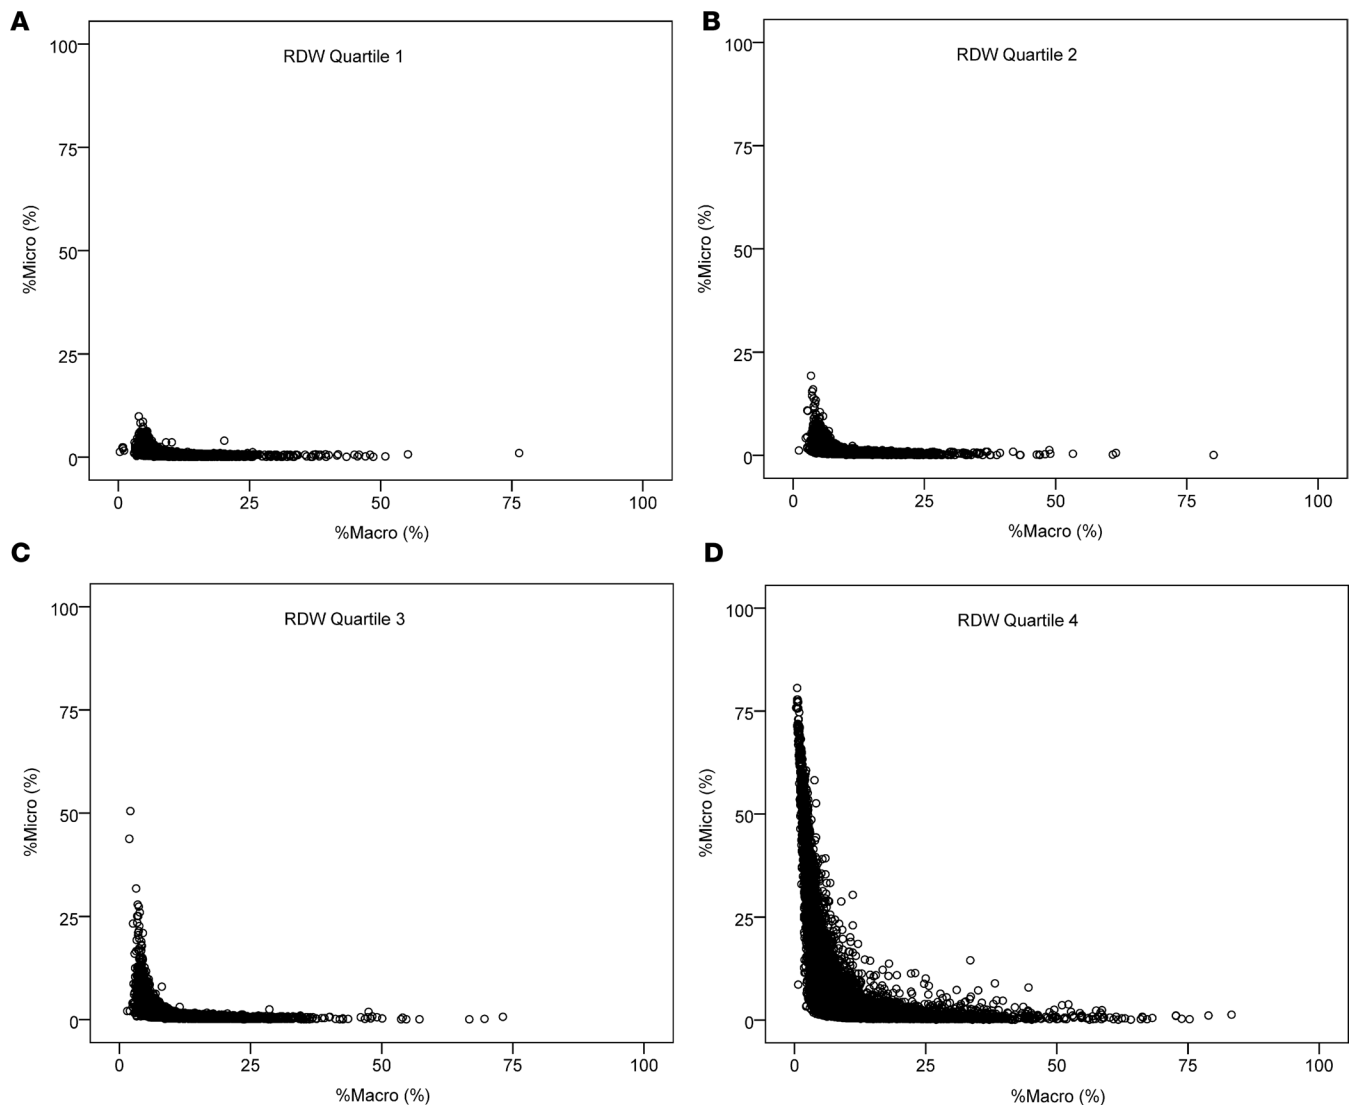 A
RDW Quartile 1
100
75
50
25
0
%Micro (%)
0 25 50 75 100
%Macro (%)
B
RDW Quartile 2
100
75
50
25
0
%Micro (%)
0 25 50 75 100
%Macro (%)
C
RDW Quartile 3
100
75
50
25
0
%Micro (%)
0 25 50 75 100
%Macro (%)
D
RDW Quartile 4
100
75
50
25
0
%Micro (%)
0 25 50 75 100
%Macro (%)